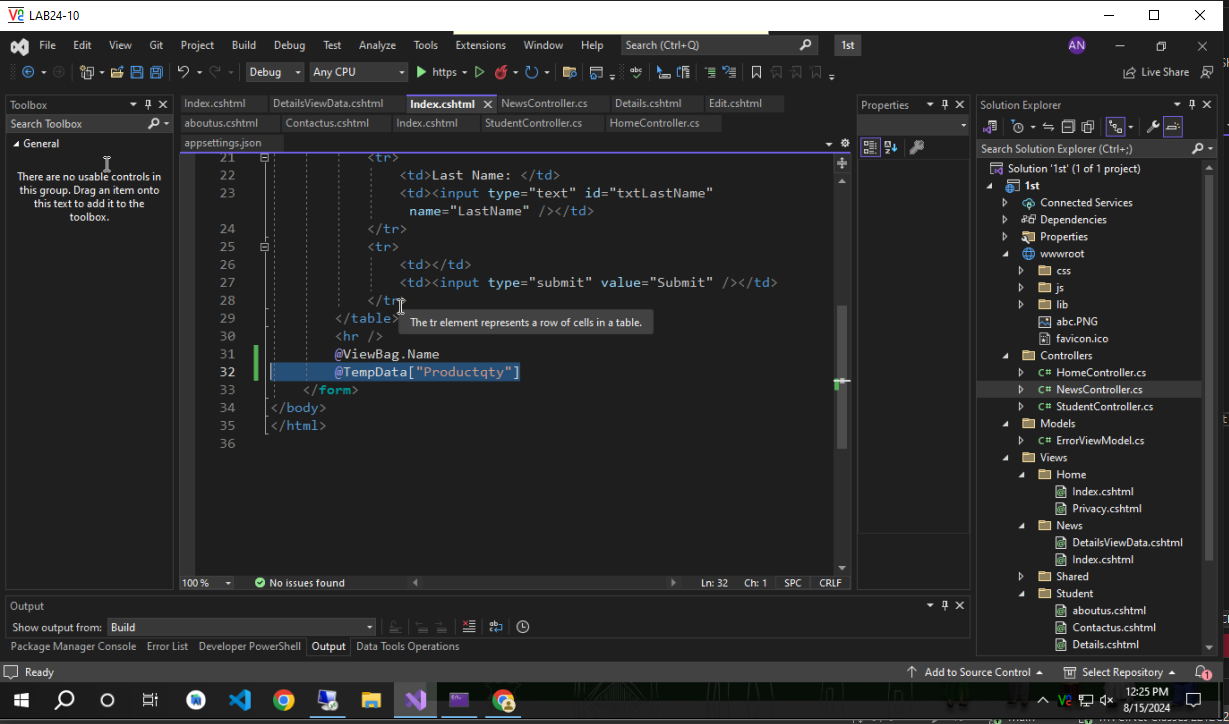 LAB24-10
File Edit View Git Project Build Debug Test Analyze Tools Extensions Window Help Search (Ctrl+Q) 1st AN
Debug Any CPU https Live Share
Toolbox
Search Toolbox
General
There are no usable controls in
this group. Drag an item onto
this text to add it to the
toolbox.
Index.cshtml DetailsViewData.cshtml Index.cshtml NewsController.cs Details.cshtml Edit.cshtml
aboutus.cshtml Contactus.cshtml Index.cshtml StudentController.cs HomeController.cs
appsettings.json
21 <tr>
22 <td>Last Name: </td>
23 <td><input type="text" id="txtLastName"
name="LastName" /></td>
24 </tr>
25 <tr>
26 <td></td>
27 <td><input type="submit" value="Submit" /></td>
28 </tr>
29 </table>
The tr element represents a row of cells in a table.
30 <hr />
31 @ViewBag.Name
32 @TempData["Productqty"]
33 </form>
34 </body>
35 </html>
36
100 % No issues found Ln: 32 Ch: 1 SPC CRLF
Properties
Solution Explorer
Search Solution Explorer (Ctrl+;)
Solution '1st' (1 of 1 project)
1st
Connected Services
Dependencies
Properties
wwwroot
css
js
lib
abc.PNG
favicon.ico
Controllers
C# HomeController.cs
C# NewsController.cs
C# StudentController.cs
Models
C# ErrorViewModel.cs
Views
Home
Index.cshtml
Privacy.cshtml
News
DetailsViewData.cshtml
Index.cshtml
Shared
Student
aboutus.cshtml
Contactus.cshtml
Details.cshtml
Output
Show output from: Build
Package Manager Console Error List Developer PowerShell Output Data Tools Operations
Ready Add to Source Control Select Repository 1
12:25 PM
8/15/2024